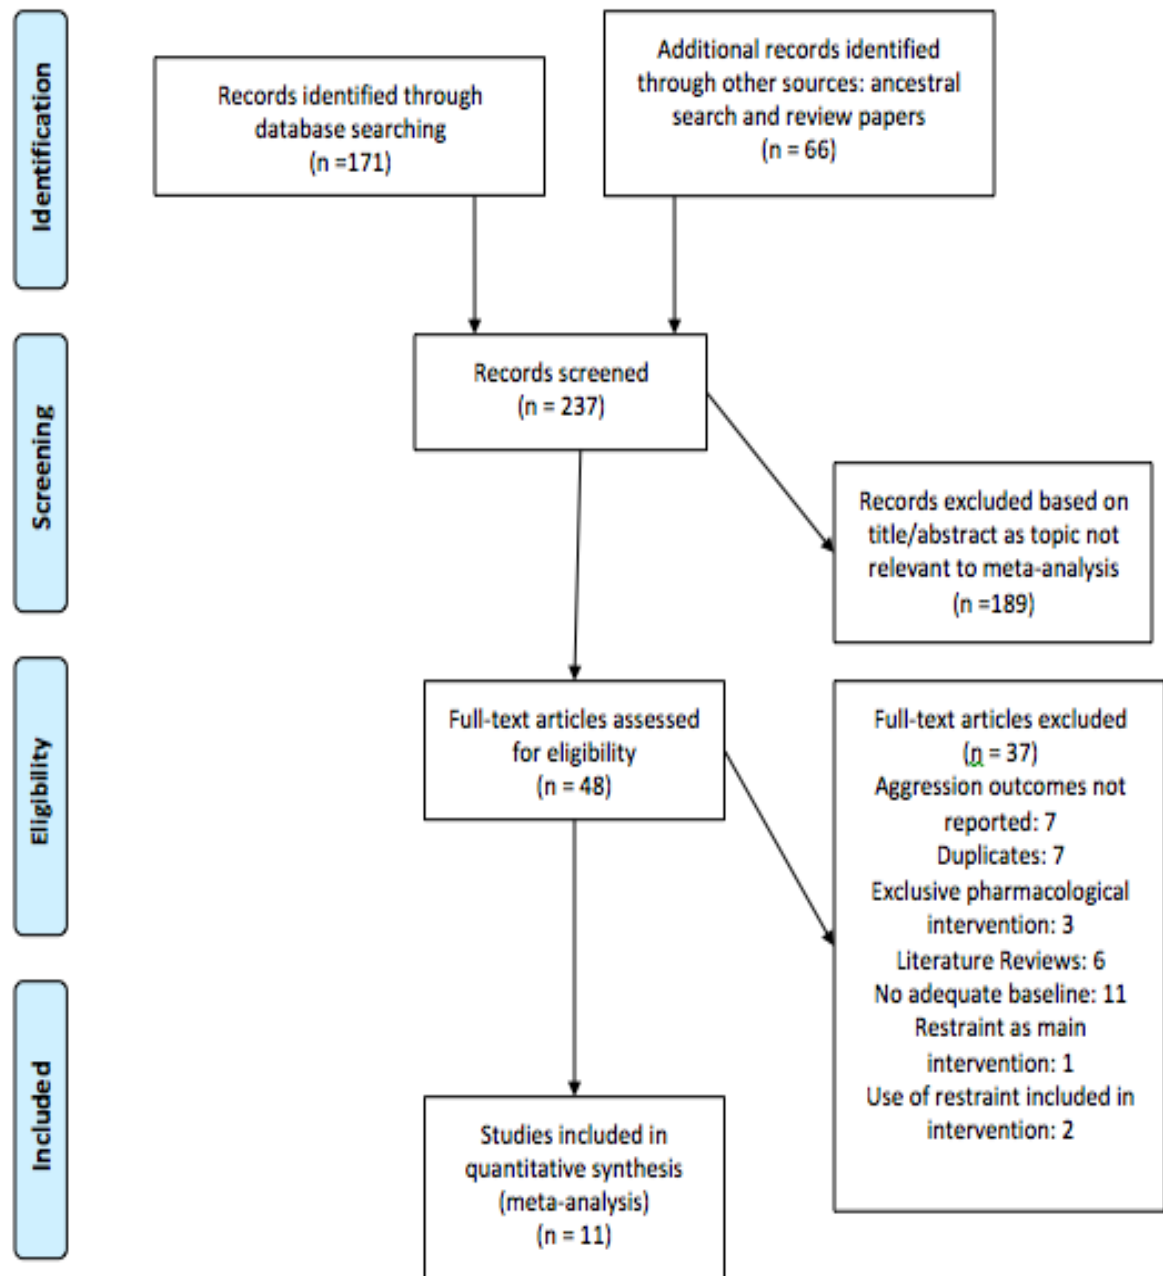 Identification
Records identified through
database searching
(n =171)
Additional records identified
through other sources: ancestral
search and review papers
(n = 66)
Screening
Records screened
(n = 237)
Records excluded based on
title/abstract as topic not
relevant to meta-analysis
(n =189)
Eligibility
Full-text articles assessed
for eligibility
(n = 48)
Full-text articles excluded
(n = 37)
Aggression outcomes not
reported: 7
Duplicates: 7
Exclusive pharmacological
intervention: 3
Literature Reviews: 6
No adequate baseline: 11
Restraint as main
intervention: 1
Use of restraint included in
intervention: 2
Included
Studies included in
quantitative synthesis
(meta-analysis)
(n = 11)